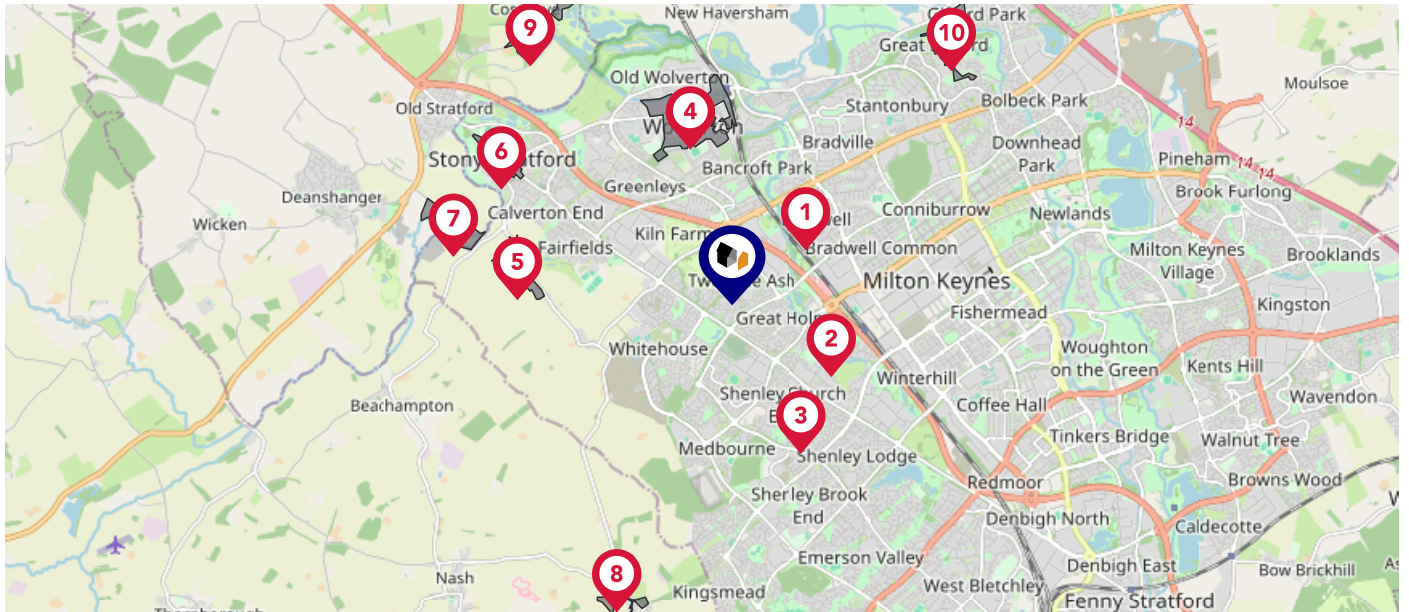 New Haversham
9
10
Great
Old Wolverton
Moulsoe
Old Stratford
Stantonbury
Bolbeck Park
4
14
Bradville
Downhead
Park
6
Stony Stratford
Pineham
14
14
Bancroft Park
Greenleys
Brook Furlong
Deanshanger
7
Calverton End
1
Conniburrow
Newlands
Wicken
Kiln Farm
Fairfields
Bradwell Common
Milton Keynes
Village
Brooklands
5
Milton Keynes
Kingston
Great Holm
Fishermead
2
Whitehouse
Woughton
on the Green
Kents Hill
Winterhill
Shenley Church
Beachampton
3
Coffee Hall
Wavendon
Medbourne
Shenley Lodge
Tinkers Bridge
Walnut Tree
Redmoor
Browns Wood
Sherley Brook
End
Denbigh North
Caldecotte
Emerson Valley
Denbigh East
Bow Brickhill
8
Nash
Kingsmead
West Bletchley
Fenny Stratford